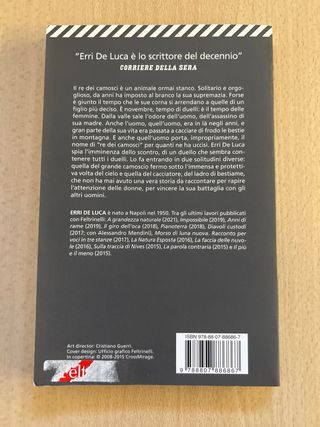 "Erri De Luca è lo scrittore del decennio"
CORRIERE DELLA SERA
Il re dei camosci è un animale ormai stanco. Solitario e orgo-
glioso, da anni ha imposto al branco la sua supremazia. Forse
è giunto il tempo che le sue corna si arrendano a quelle di un
figlio più deciso. È novembre, tempo di duelli: è il tempo delle
femmine. Dalla valle sale l'odore dell'uomo, dell'assassino di
sua madre. Anche l'uomo, quell'uomo, era in là negli anni, e
gran parte della sua vita era passata a cacciare di frodo le bestie
in montagna. E anche quell'uomo porta, impropriamente, il no-
me di "re dei camosci" per quanti ne ha uccisi. Erri De Luca
spia l'imminenza dello scontro, di un duello che sembra conte-
nere tutti i duelli. Lo fa entrando in due solitudini diverse:
quella del grande camoscio fermo sotto l'immensa e protetti-
va volta del cielo e quella del cacciatore, del ladro di bestiame,
che non ha mai avuto una vera storia da raccontare per rapire
l'attenzione delle donne, per vincere la sua battaglia con gli
altri uomini.
ERRI DE LUCA è nato a Napoli nel 1950. Tra gli ultimi lavori pubblicati
con Feltrinelli: A grandezza naturale (2021), Impossibile (2019), Anni di
rame (2019), Il giro dell'oca (2018), Pianoterra (2018), Diavoli custodi
(2017; con Alessandro Mendini), Morso di luna nuova. Racconto per
voci in tre stanze (2017), La Natura Esposta (2016), La faccia delle nuvo-
le (2016), Sulla traccia di Nives (2015), La parola contraria (2015) e Il più
e il meno (2015).
Art director: Cristiano Guerri.
Cover design: Ufficio grafico Feltrinelli.
In copertina: © 2008-2015 CrossMirage.
ISBN 978-88-07-88686-7
9 788807 886867